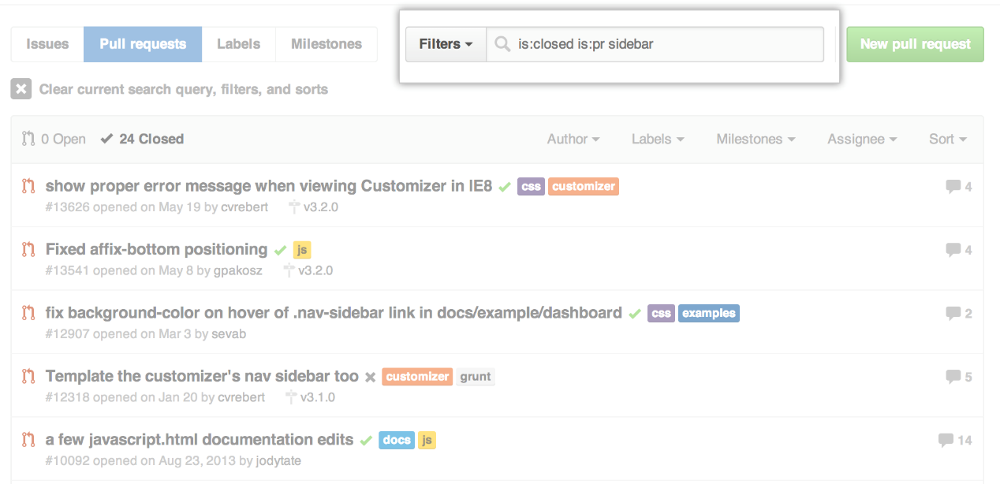 Issues Pull requests Labels Milestones Filters is:closed is:pr sidebar New pull request
Clear current search query, filters, and sorts
0 Open 24 Closed Author Labels Milestones Assignee Sort
show proper error message when viewing Customizer in IE8 css customizer 4
#13626 opened on May 19 by cvrebert v3.2.0
Fixed affix-bottom positioning js 4
#13541 opened on May 8 by gpakosz v3.2.0
fix background-color on hover of .nav-sidebar link in docs/example/dashboard css examples 2
#12907 opened on Mar 3 by sevab
Template the customizer's nav sidebar too customizer grunt 5
#12318 opened on Jan 20 by cvrebert v3.1.0
a few javascript.html documentation edits docs js 14
#10092 opened on Aug 23, 2013 by jodytate